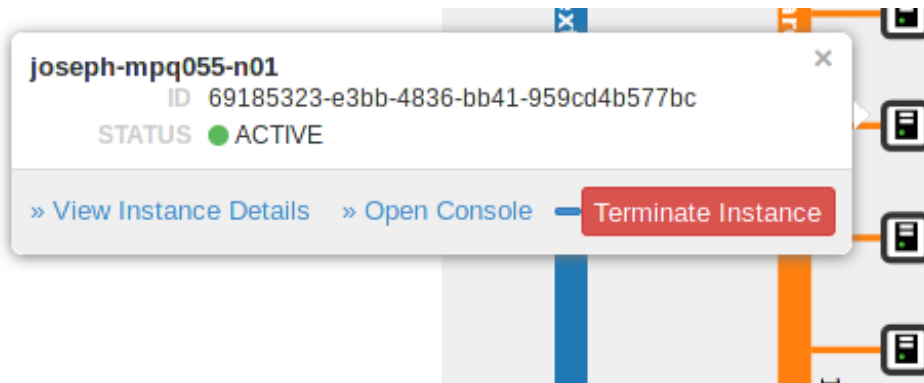 joseph-mpq055-n01
×
ID 69185323-e3bb-4836-bb41-959cd4b577bc
STATUS ACTIVE
» View Instance Details » Open Console Terminate Instance